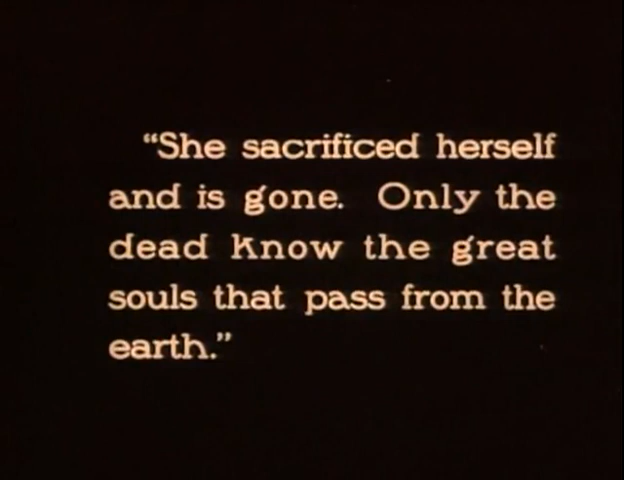 “She sacrificed herself
and is gone. Only the
dead know the great
souls that pass from the
earth.”